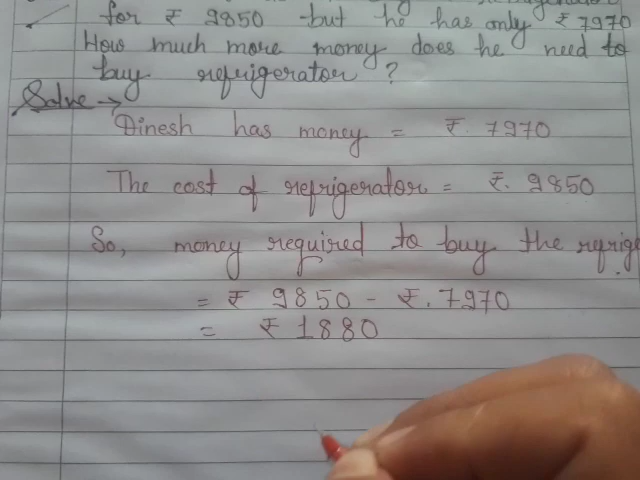 for ₹ 9850 but he has only ₹ 7970
How much more money does he need to
buy refrigerator ?
Solve →
Dinesh has money = ₹. 7970
The cost of refrigerator = ₹. 9850
So, money required to buy the refrige
= ₹ 9850 - ₹. 7970
= ₹ 1880